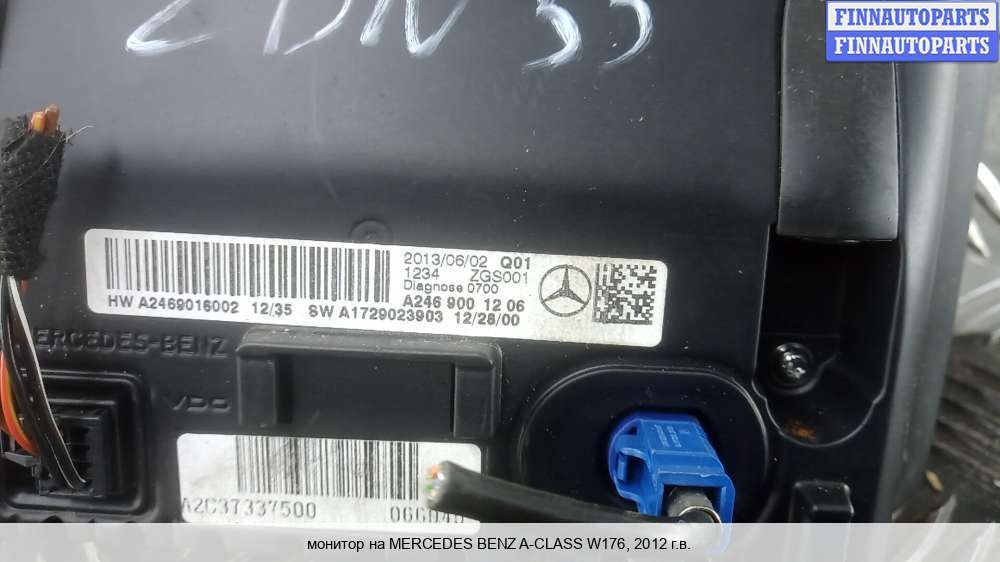 FINNAUTOPARTS
FINNAUTOPARTS
2013/06/02 Q01
1234 ZGS001
Diagnose 0700
A246 900 12 06
HW A2469016002 12/35 SW A1729023903 12/28/00
MERCEDES-BENZ
VDO
A2C37337500
монитор на MERCEDES BENZ A-CLASS W176, 2012 г.в.